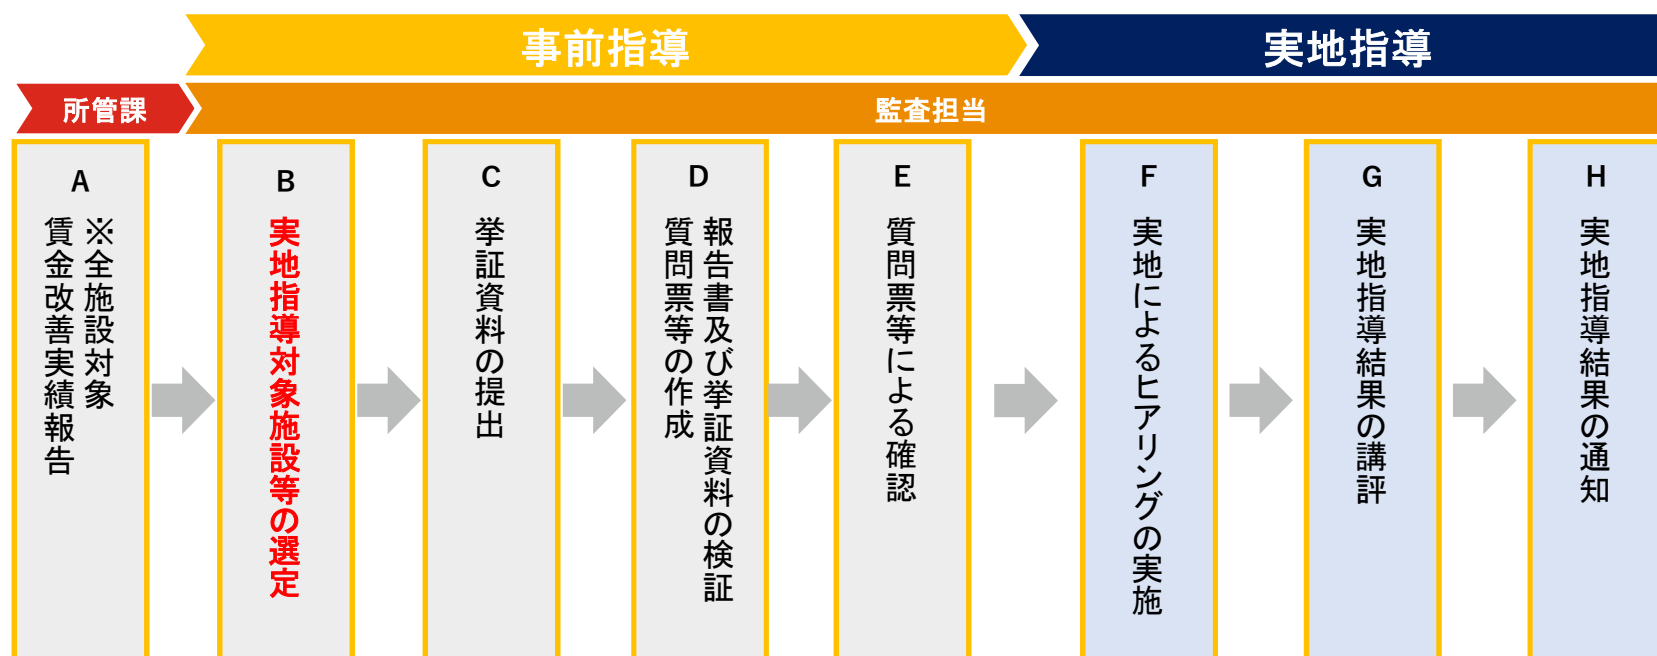 事前指導
実地指導
所管課
監査担当
A
※全施設対象
賃金改善実績報告
B
実地指導対象施設等の選定
C
挙証資料の提出
D
報告書及び挙証資料の検証
質問票等の作成
E
質問票等による確認
F
実地によるヒアリングの実施
G
実地指導結果の講評
H
実地指導結果の通知